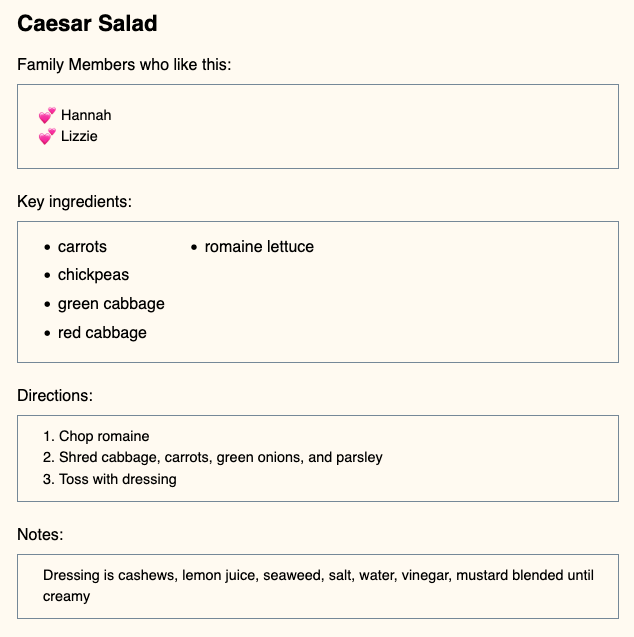 Caesar Salad
Family Members who like this:
💕 Hannah
💕 Lizzie
Key ingredients:
• carrots
• chickpeas
• green cabbage
• red cabbage
• romaine lettuce
Directions:
1. Chop romaine
2. Shred cabbage, carrots, green onions, and parsley
3. Toss with dressing
Notes:
Dressing is cashews, lemon juice, seaweed, salt, water, vinegar, mustard blended until
creamy